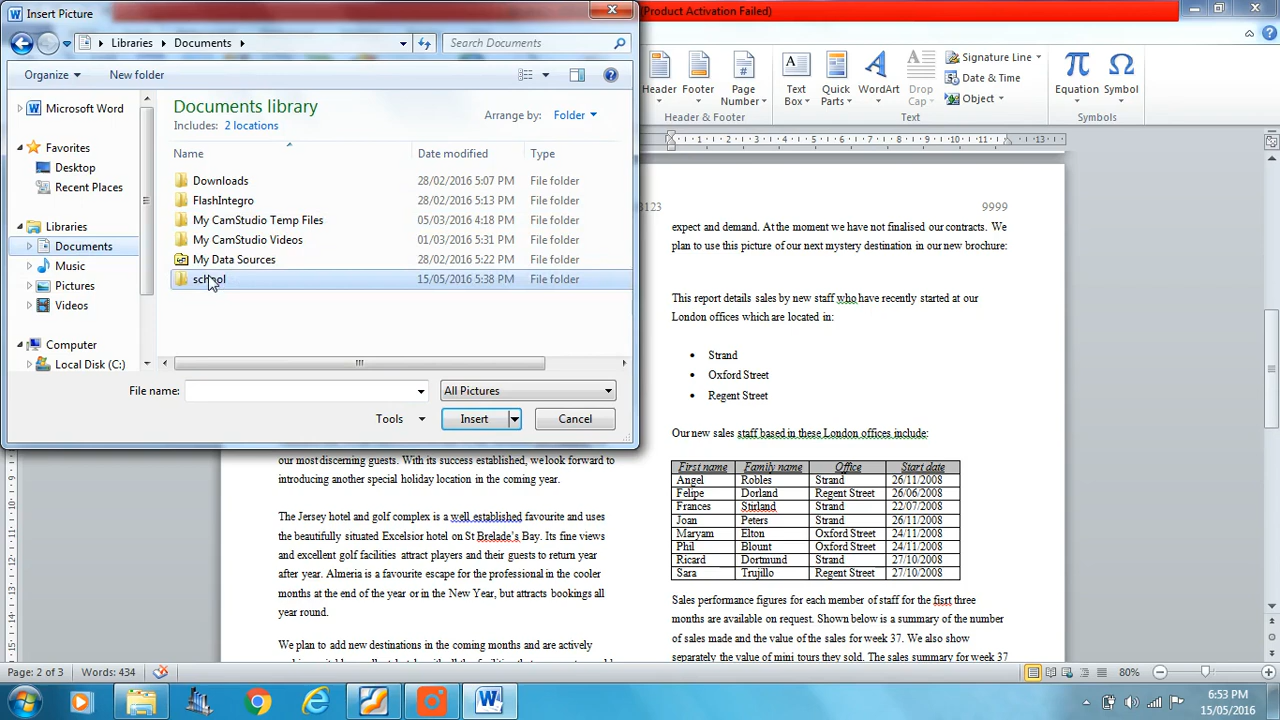 Insert Picture
(Product Activation Failed)
Libraries
Documents
Search Documents
Organize
New folder
Microsoft Word
Favorites
Desktop
Recent Places
Libraries
Documents
Music
Pictures
Videos
Computer
Local Disk (C:)
Documents library
Includes: 2 locations
Arrange by: Folder
Name Date modified Type
Downloads 28/02/2016 5:07 PM File folder
FlashIntegro 28/02/2016 5:13 PM File folder
My CamStudio Temp Files 05/03/2016 4:18 PM File folder
My CamStudio Videos 01/03/2016 5:31 PM File folder
My Data Sources 28/02/2016 5:22 PM File folder
school 15/05/2016 5:38 PM File folder
File name:
All Pictures
Tools
Insert
Cancel
Header
Footer
Page Number
Text Box
Quick Parts
WordArt
Drop Cap
Signature Line
Date & Time
Object
Equation
Symbol
Header & Footer
Text
Symbols
1 2 3 4 5 6 7 8 9 10 11 13
3123 9999
our most discerning guests. With its success established, we look forward to
introducing another special holiday location in the coming year.
The Jersey hotel and golf complex is a well established favourite and uses
the beautifully situated Excelsior hotel on St Brelade's Bay. Its fine views
and excellent golf facilities attract players and their guests to return year
after year. Almeria is a favourite escape for the professional in the cooler
months at the end of the year or in the New Year, but attracts bookings all
year round.
We plan to add new destinations in the coming months and are actively
expect and demand. At the moment we have not finalised our contracts. We
plan to use this picture of our next mystery destination in our new brochure:
This report details sales by new staff who have recently started at our
London offices which are located in:
• Strand
• Oxford Street
• Regent Street
Our new sales staff based in these London offices include:
First name Family name Office Start date
Angel Robles Strand 26/11/2008
Felipe Dorland Regent Street 26/06/2008
Frances Stirland Strand 22/07/2008
Joan Peters Strand 26/11/2008
Maryam Elton Oxford Street 24/11/2008
Phil Blount Oxford Street 24/11/2008
Ricard Dortmund Strand 27/10/2008
Sara Trujillo Regent Street 27/10/2008
Sales performance figures for each member of staff for the fisrt three
months are available on request. Shown below is a summary of the number
of sales made and the value of the sales for week 37. We also show
separately the value of mini tours they sold. The sales summary for week 37
Page: 2 of 3
Words: 434
80%
6:53 PM
15/05/2016